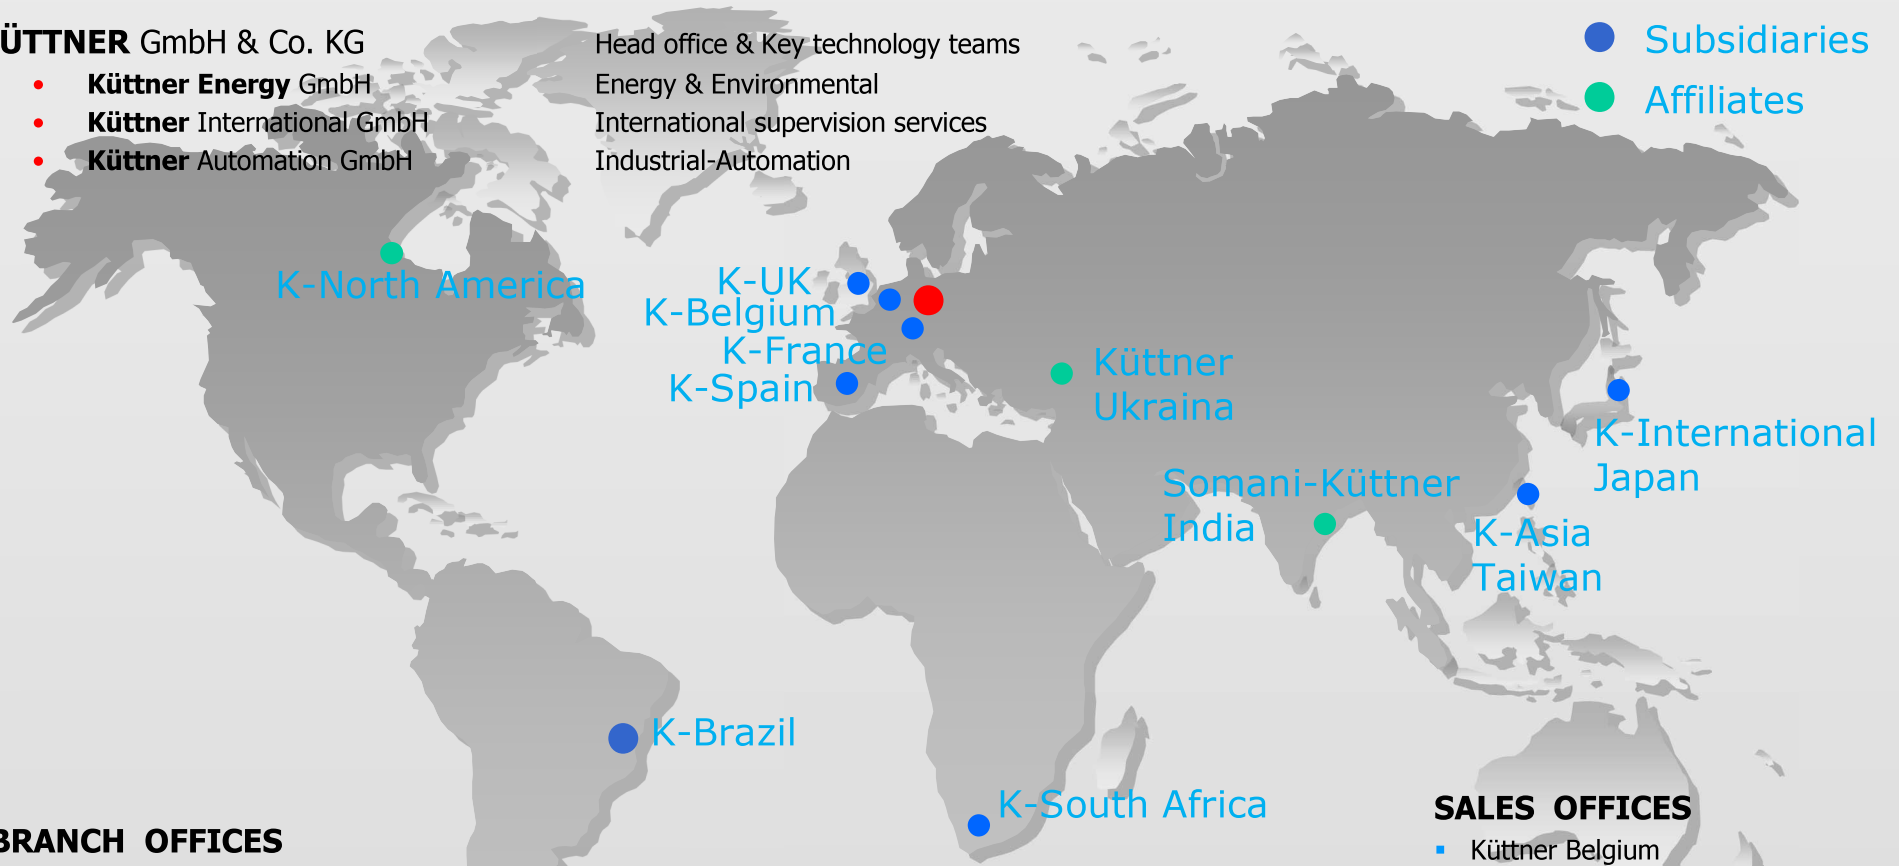 ÜTTNER GmbH & Co. KG Head office & Key technology teams
• Küttner Energy GmbH Energy & Environmental
• Küttner International GmbH International supervision services
• Küttner Automation GmbH Industrial-Automation
Subsidiaries
Affiliates
K-North America
K-UK
K-Belgium
K-France
K-Spain
Küttner
Ukraina
K-International
Japan
Somani-Küttner
India
K-Asia
Taiwan
K-Brazil
K-South Africa
BRANCH OFFICES
SALES OFFICES
▪ Küttner Belgium